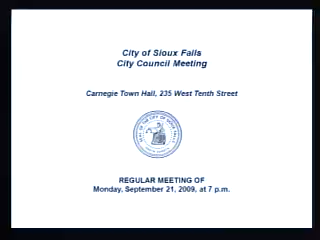 City of Sioux Falls
City Council Meeting
Carnegie Town Hall, 235 West Tenth Street
REGULAR MEETING OF
Monday, September 21, 2009, at 7 p.m.